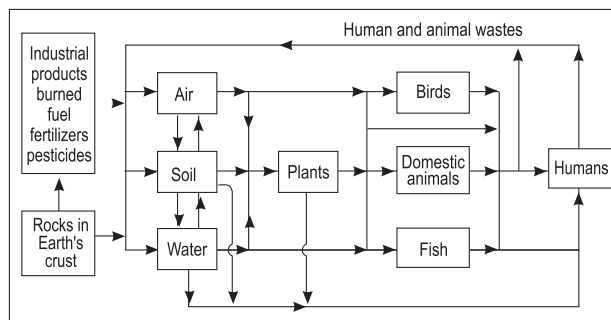 Human and animal wastes
Industrial
products
burned
fuel
fertilizers
pesticides
Air
Birds
Soil
Plants
Domestic
animals
Humans
Rocks in
Earth's
crust
Water
Fish